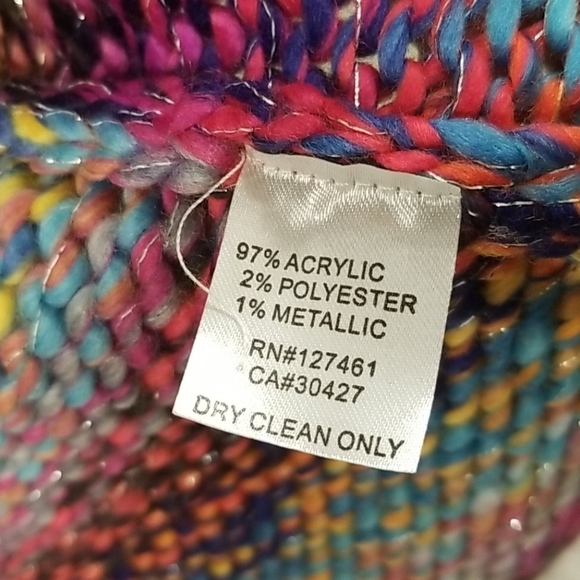 97% ACRYLIC
2% POLYESTER
1% METALLIC
RN#127461
CA#30427
DRY CLEAN ONLY